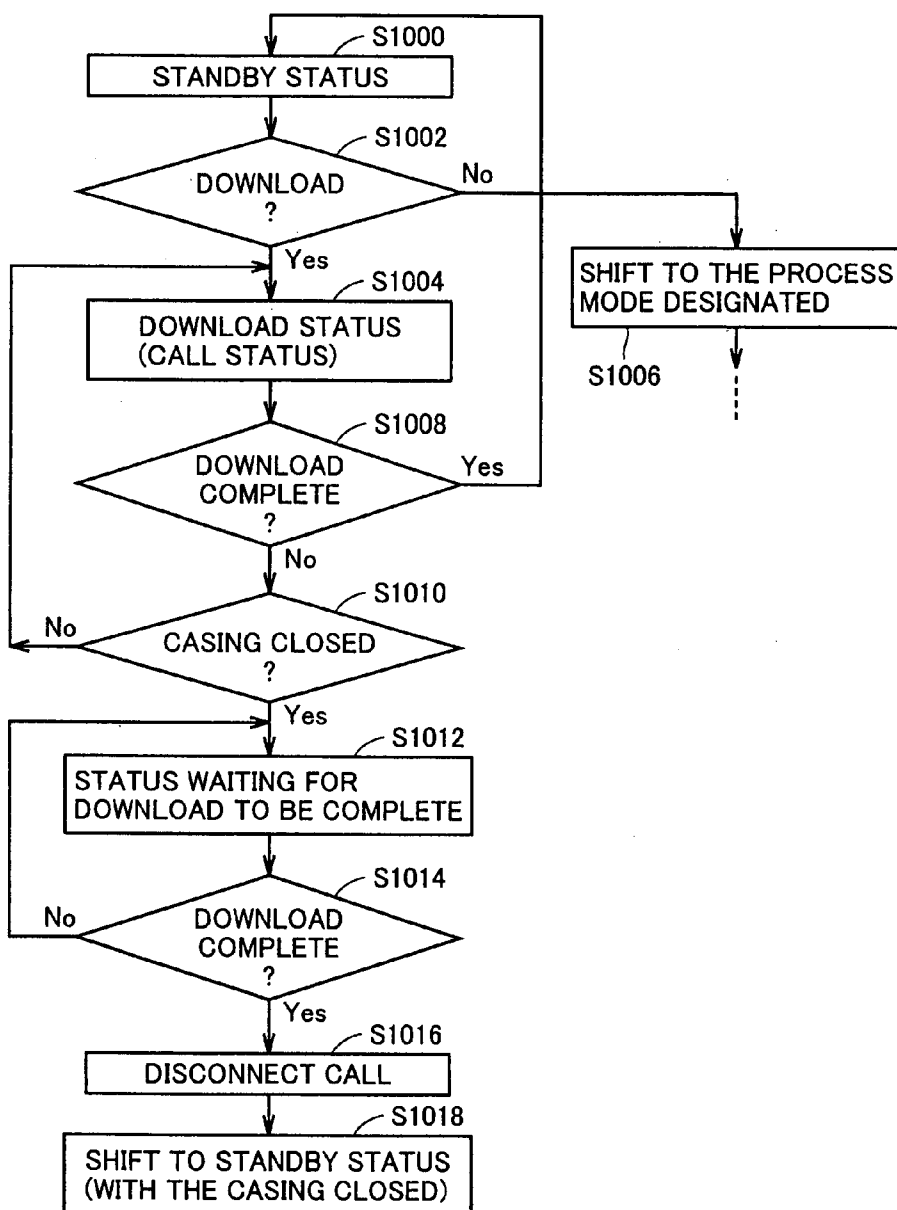 S1000
STANDBY STATUS
S1002
DOWNLOAD
?
No
Yes
S1004
SHIFT TO THE PROCESS
MODE DESIGNATED
S1006
DOWNLOAD STATUS
(CALL STATUS)
S1008
DOWNLOAD
COMPLETE
?
Yes
No
S1010
CASING CLOSED
?
No
Yes
S1012
STATUS WAITING FOR
DOWNLOAD TO BE COMPLETE
S1014
DOWNLOAD
COMPLETE
?
No
Yes
S1016
DISCONNECT CALL
S1018
SHIFT TO STANDBY STATUS
(WITH THE CASING CLOSED)